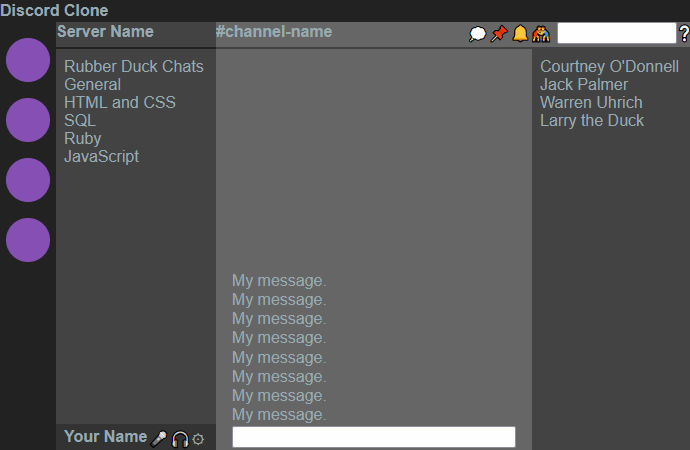 Discord Clone
Server Name
Rubber Duck Chats
General
HTML and CSS
SQL
Ruby
JavaScript
Your Name
#channel-name
?
My message.
My message.
My message.
My message.
My message.
My message.
My message.
My message.
Courtney O'Donnell
Jack Palmer
Warren Uhrich
Larry the Duck